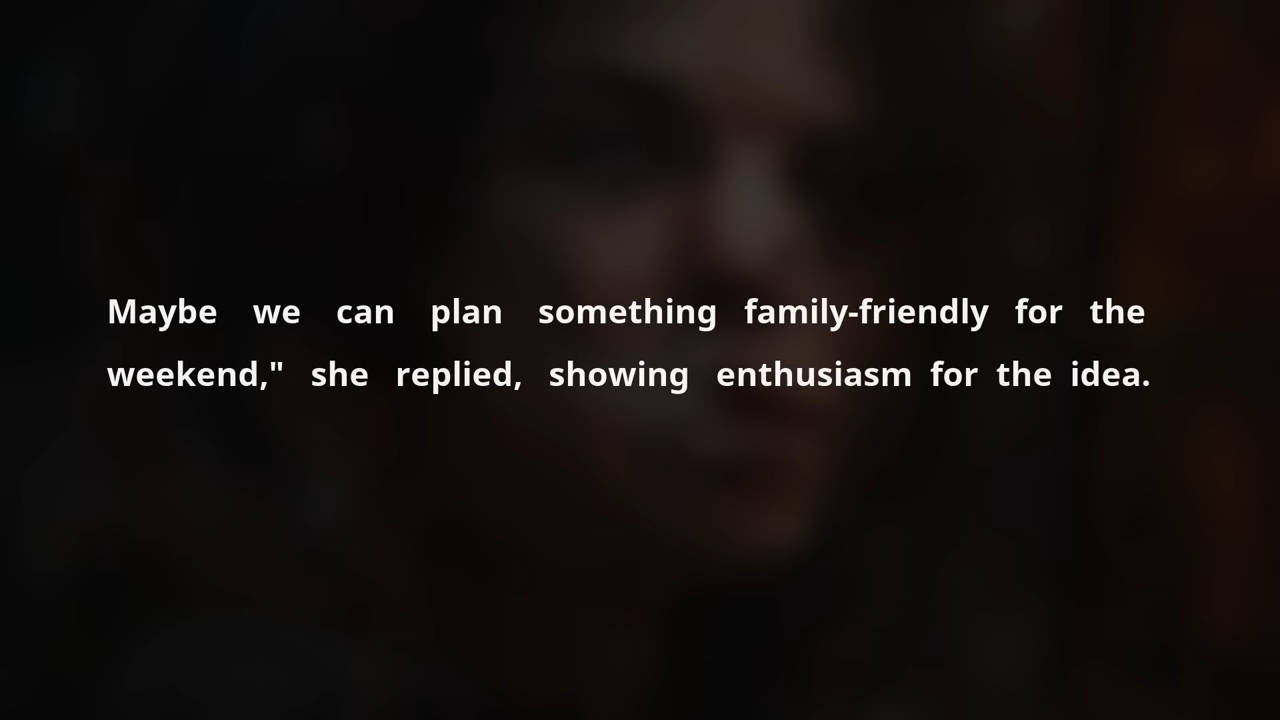 Maybe we can plan something family-friendly for the
weekend," she replied, showing enthusiasm for the idea.